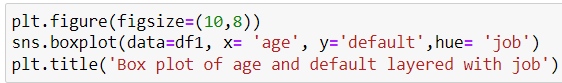 plt.figure(figsize=(10,8))
sns.boxplot(data=df1, x= 'age', y='default',hue= 'job')
plt.title('Box plot of age and default layered with job')